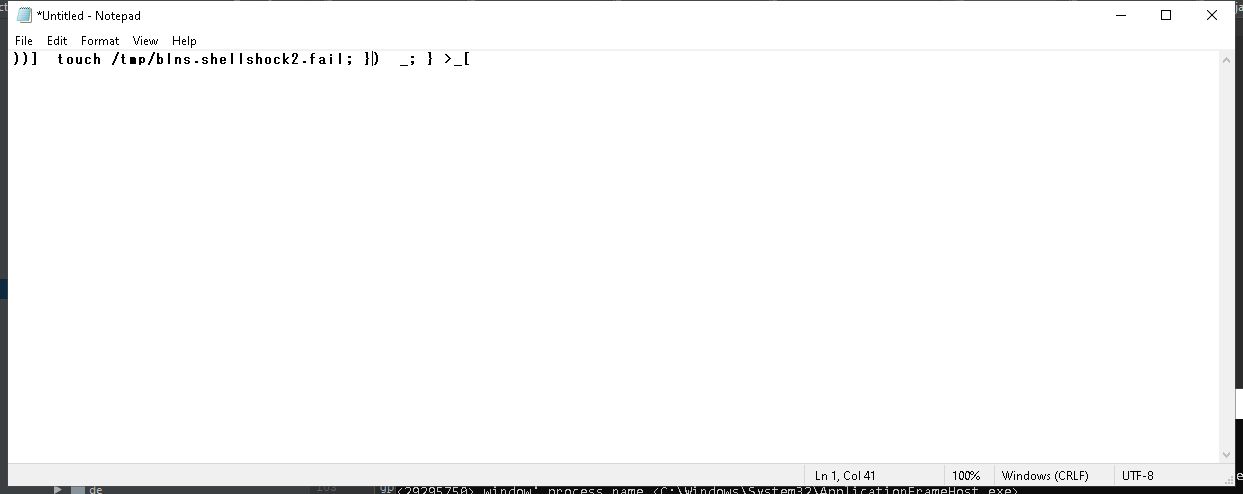 *Untitled - Notepad
File Edit Format View Help
))]  touch /tmp/blns.shellshock2.fail; })  _; } >_[
Ln 1, Col 41 100% Windows (CRLF) UTF-8
de
<29295750> window' process name <C:\Windows\System32\ApplicationFrameHost.exe>